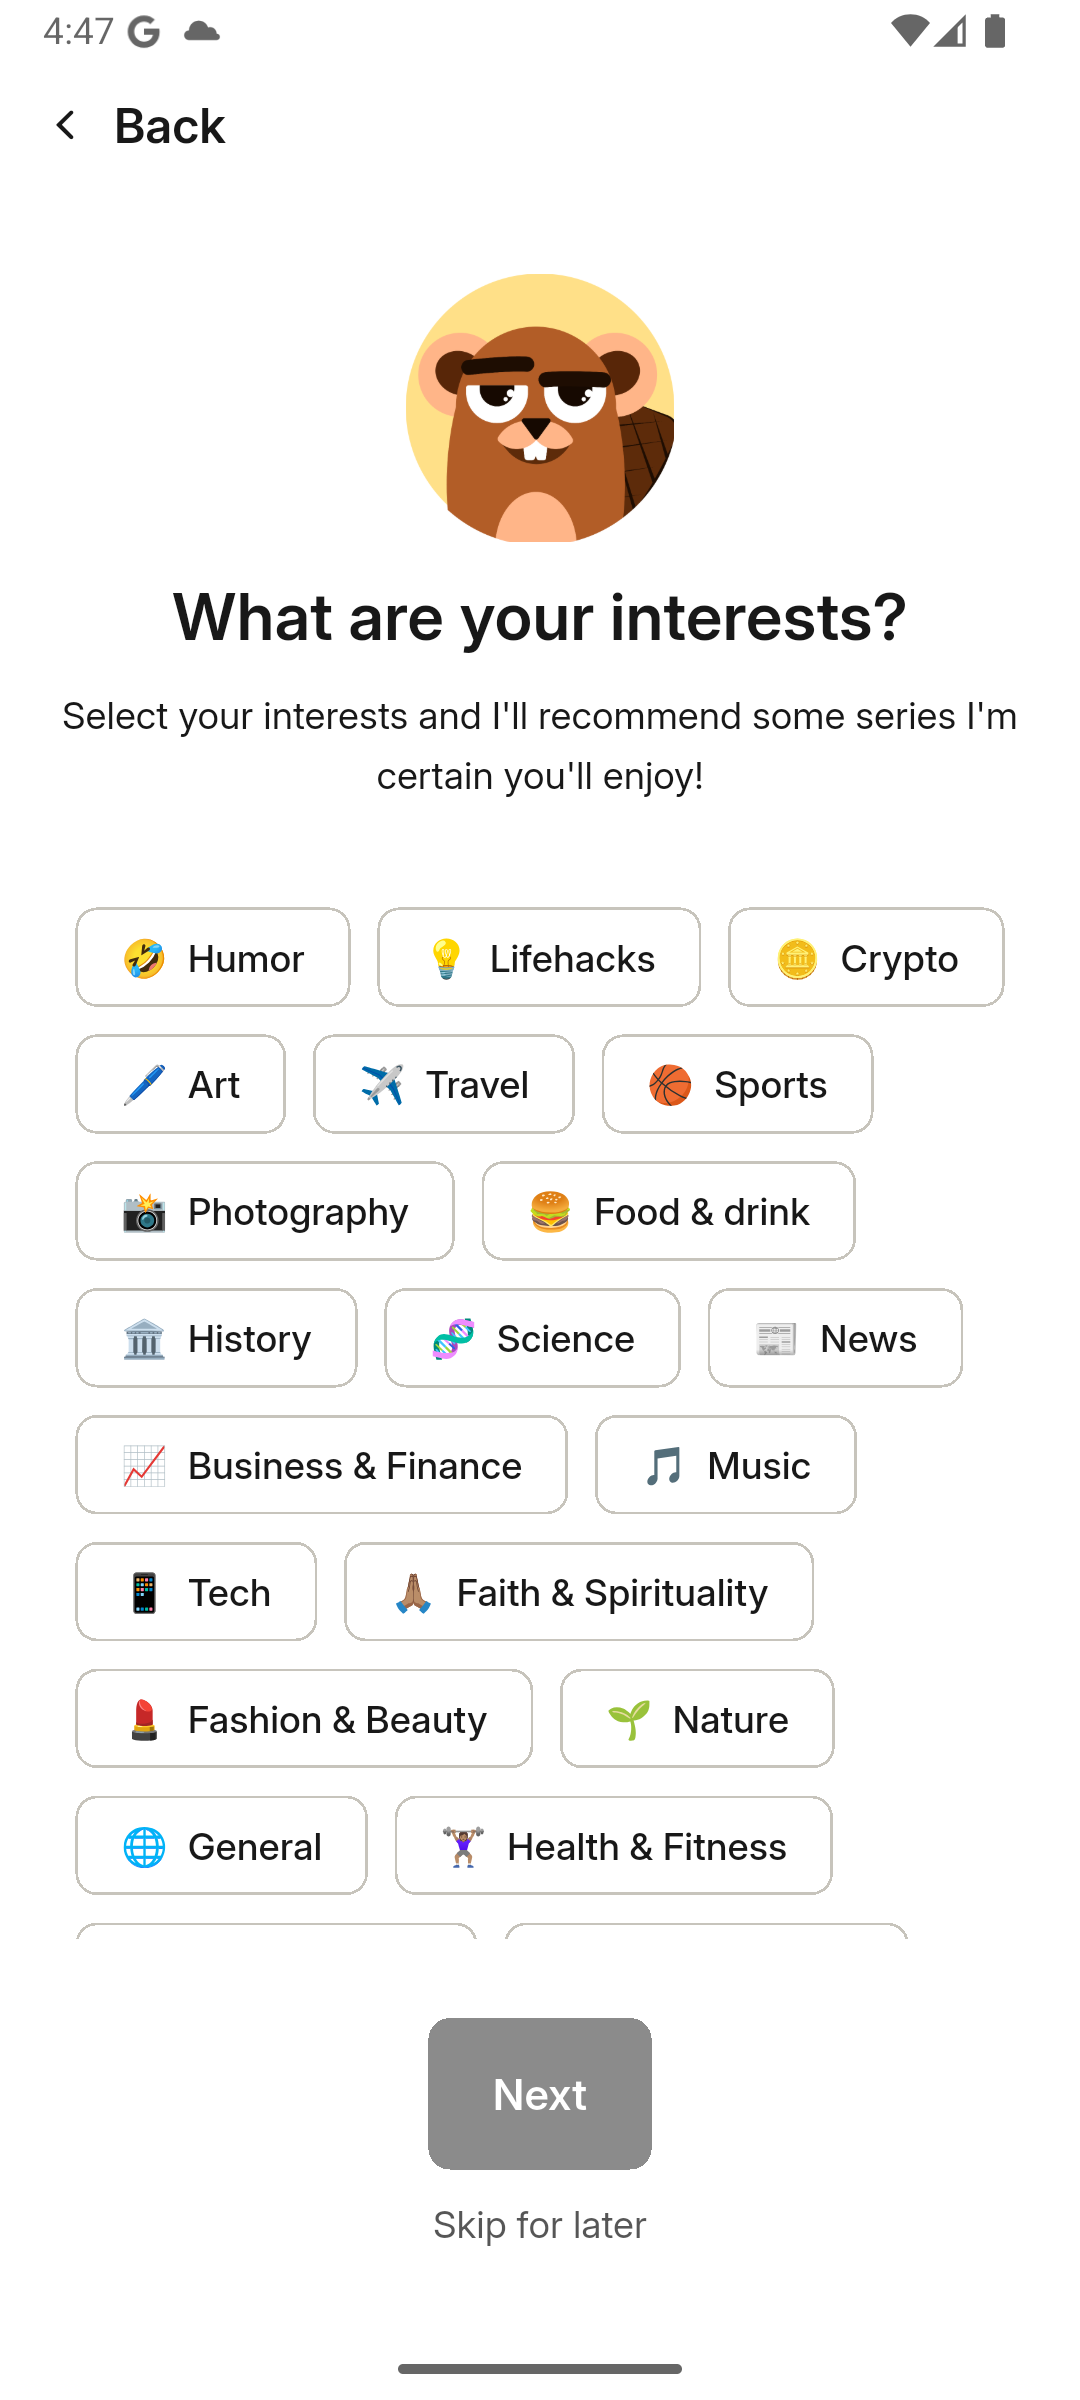 4:47
Back
What are your interests?
Select your interests and I'll recommend some series I'm
certain you'll enjoy!
Humor Lifehacks Crypto
Art Travel Sports
Photography Food & drink
History Science News
Business & Finance Music
Tech Faith & Spirituality
Fashion & Beauty Nature
General Health & Fitness
Next
Skip for later